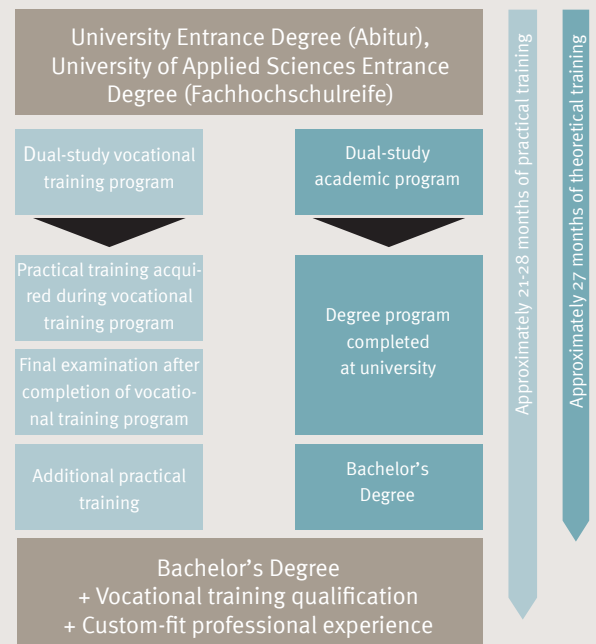 University Entrance Degree (Abitur),
University of Applied Sciences Entrance
Degree (Fachhochschulreife)
Dual-study vocational
training program
Dual-study
academic program
Practical training acqui-
red during vocational
training program
Final examination after
completion of vocatio-
nal training program
Degree program
completed
at university
Additional practical
training
Bachelor's
Degree
Bachelor's Degree
+ Vocational training qualification
+ Custom-fit professional experience
Approximately 21-28 months of practical training
Approximately 27 months of theoretical training